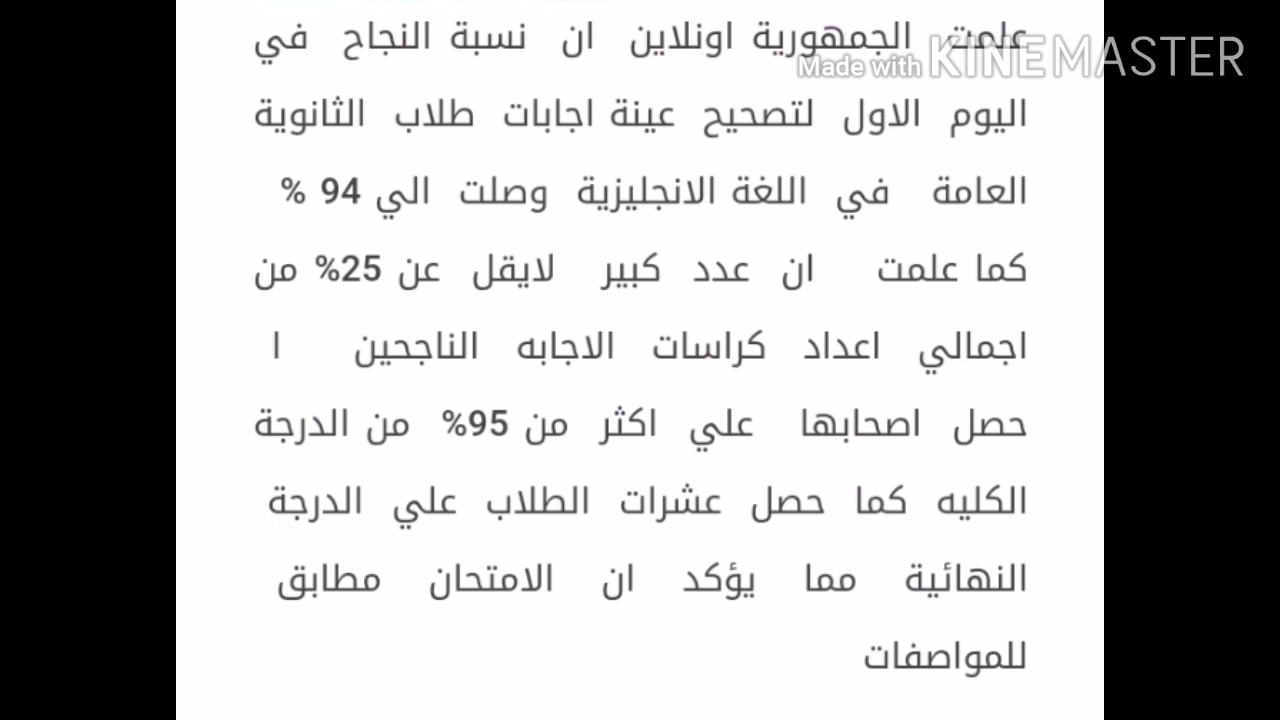 علمت الجمهورية اونلاين ان نسبة النجاح في
Made with KINEMASTER
اليوم الاول لتصحيح عينة اجابات طلاب الثانوية
العامة في اللغة الانجليزية وصلت الي 94 %
كما علمت ان عدد كبير لايقل عن 25% من
اجمالي اعداد كراسات الاجابه الناجحين ا
حصل اصحابها علي اكثر من 95% من الدرجة
الكليه كما حصل عشرات الطلاب علي الدرجة
النهائية مما يؤكد ان الامتحان مطابق
للمواصفات